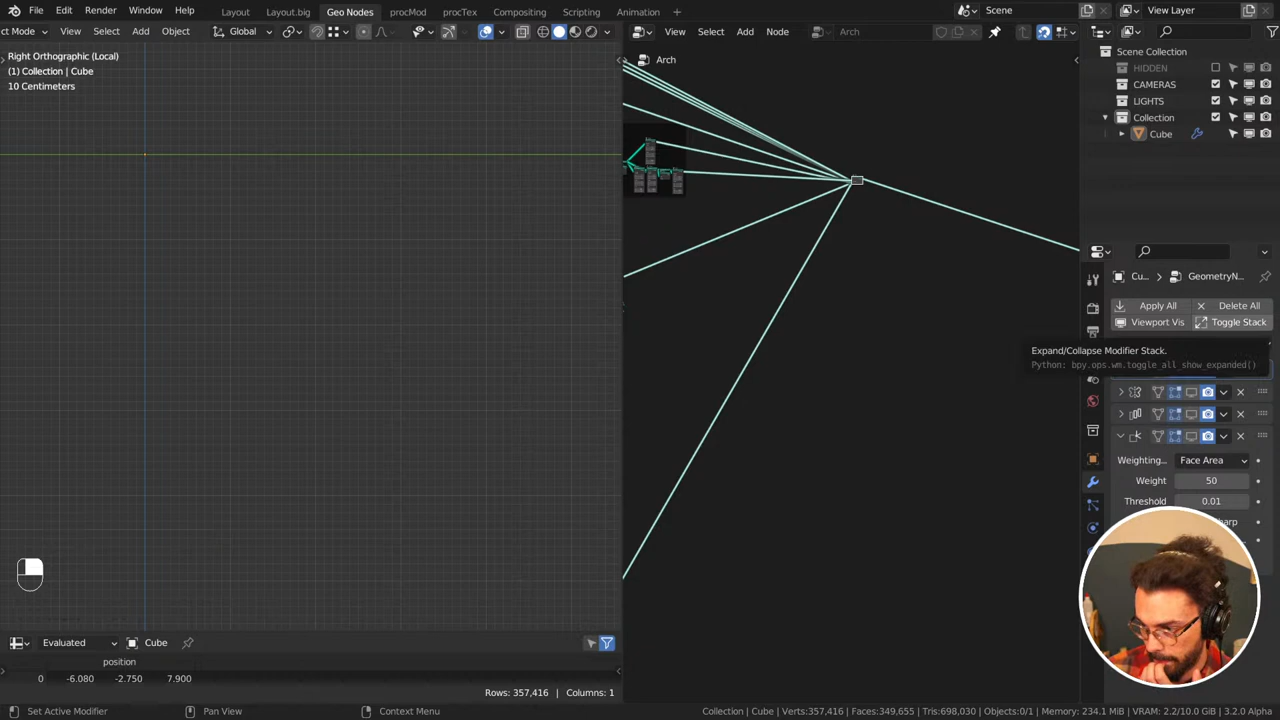 File Edit Render Window Help Layout Layout.big Geo Nodes procMod procTex Compositing Scripting Animation + Scene View Layer
ct Mode View Select Add Object Global View Select Add Node Arch
Right Orthographic (Local)
(1) Collection | Cube
10 Centimeters
Arch
Scene Collection
HIDDEN
CAMERAS
LIGHTS
Collection
Cube
Cu... > GeometryN...
Apply All Delete All
Viewport Vis Toggle Stack
Expand/Collapse Modifier Stack.
Python: bpy.ops.wm.toggle_all_show_expanded()
Weighting... Face Area
Weight 50
Threshold 0.01
harp
Evaluated Cube
position
0 -6.080 -2.750 7.900
Rows: 357,416 | Columns: 1
Set Active Modifier Pan View Context Menu Collection | Cube | Verts:357,416 | Faces:349,655 | Tris:698,030 | Objects:0/1 | Memory: 234.1 MiB | VRAM: 2.2/10.0 GiB | 3.2.0 Alpha